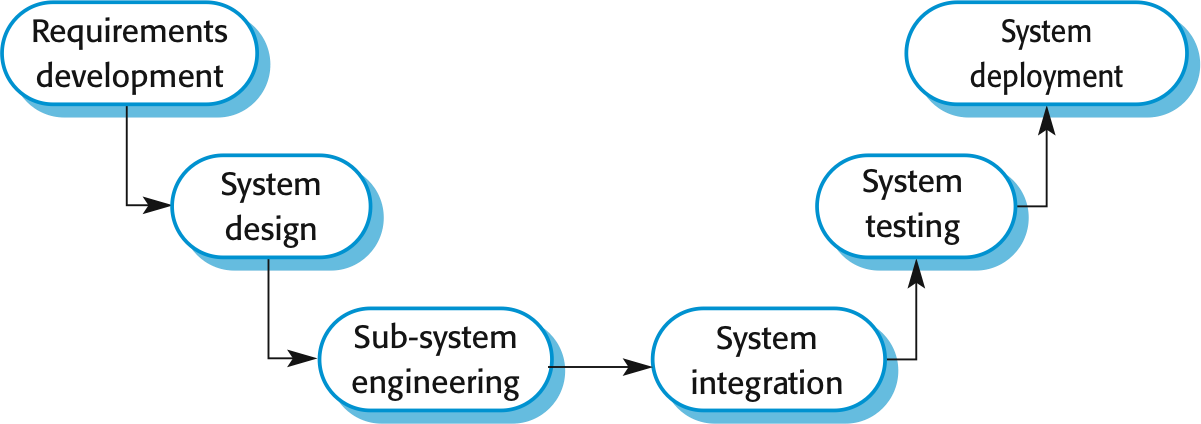 Requirements
development
System
design
Sub-system
engineering
System
integration
System
testing
System
deployment